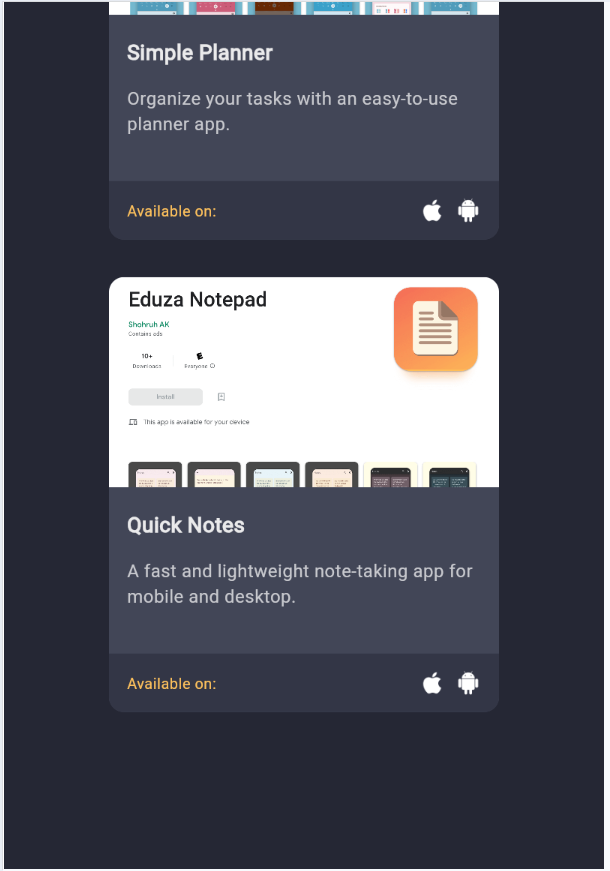 Simple Planner
Organize your tasks with an easy-to-use
planner app.
Available on:
Eduza Notepad
Shohruh AK
Contains ads
10+
Downloads
Everyone
Install
This app is available for your device
Quick Notes
A fast and lightweight note-taking app for
mobile and desktop.
Available on: